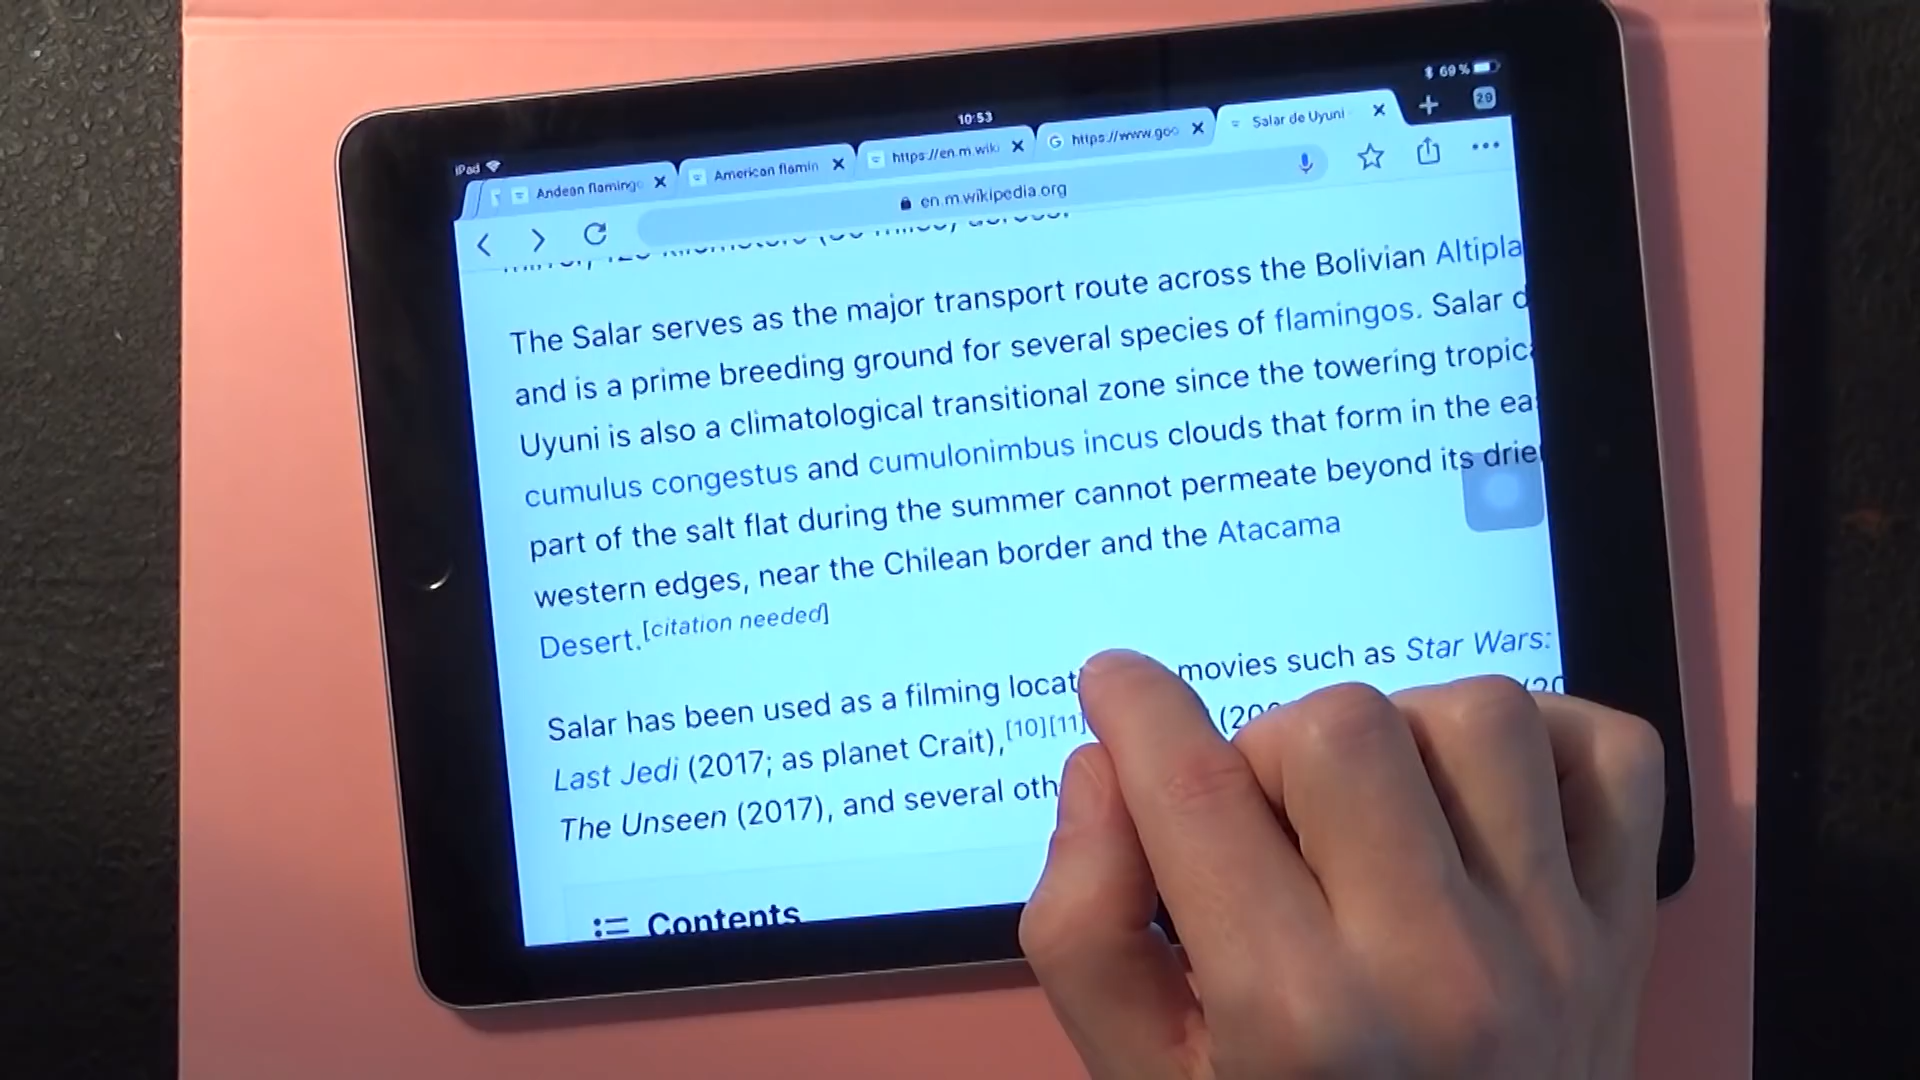 iPad 10:53 69 %
Andean flamingo American flamin https://en.m.wiki https://www.goo Salar de Uyuni 29
en.m.wikipedia.org
The Salar serves as the major transport route across the Bolivian Altipla
and is a prime breeding ground for several species of flamingos. Salar d
Uyuni is also a climatological transitional zone since the towering tropic
cumulus congestus and cumulonimbus incus clouds that form in the ea
part of the salt flat during the summer cannot permeate beyond its drie
western edges, near the Chilean border and the Atacama
Desert.[citation needed]
Salar has been used as a filming locat movies such as Star Wars:
Last Jedi (2017; as planet Crait),[10][11] (20
The Unseen (2017), and several oth
Contents